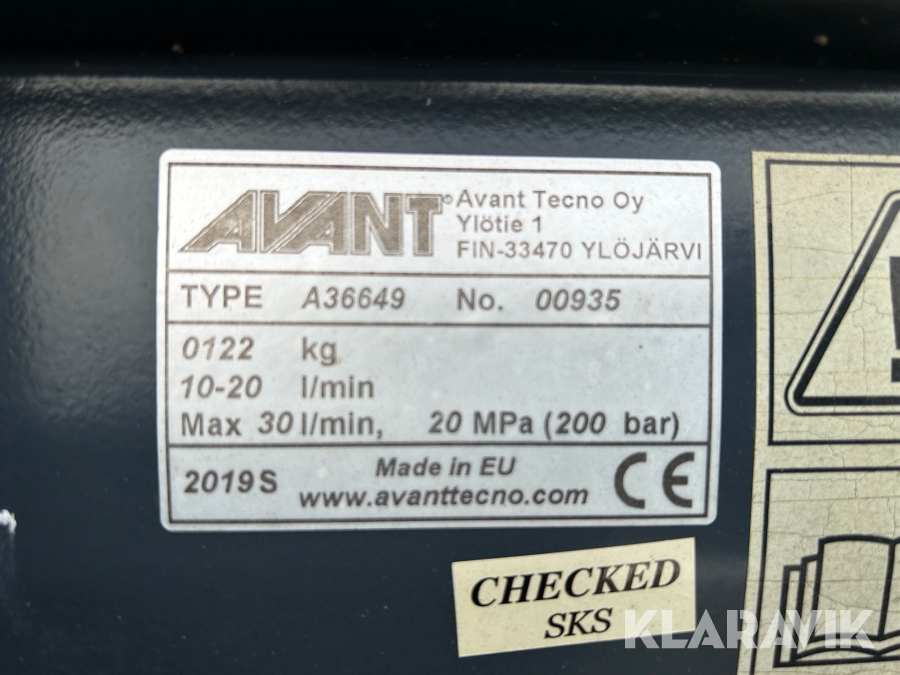 AVANT® Avant Tecno Oy
Ylötie 1
FIN-33470 YLÖJÄRVI
TYPE A36649 No. 00935
0122 kg
10-20 l/min
Max 30 l/min, 20 MPa (200 bar)
2019S Made in EU
www.avanttecno.com
CE
CHECKED
SKS
KLARAVIK